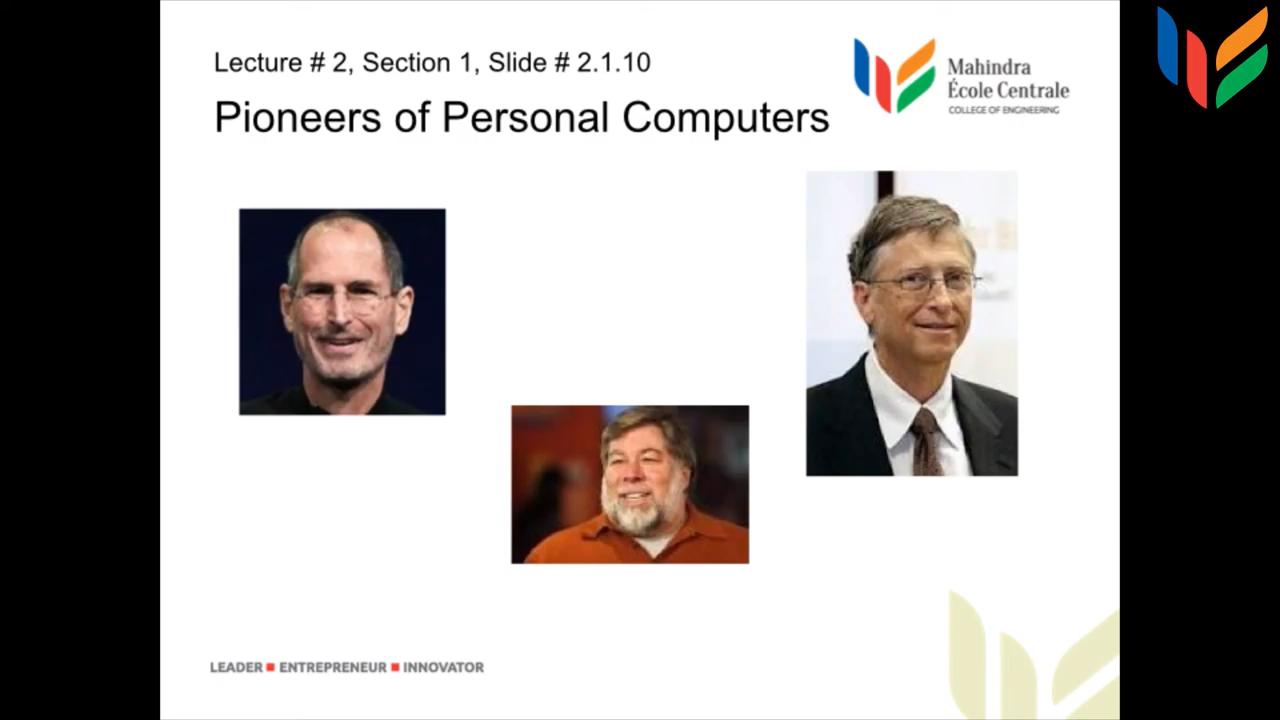 Lecture # 2, Section 1, Slide # 2.1.10
Pioneers of Personal Computers
Mahindra
École Centrale
COLLEGE OF ENGINEERING
LEADER ■ ENTREPRENEUR ■ INNOVATOR